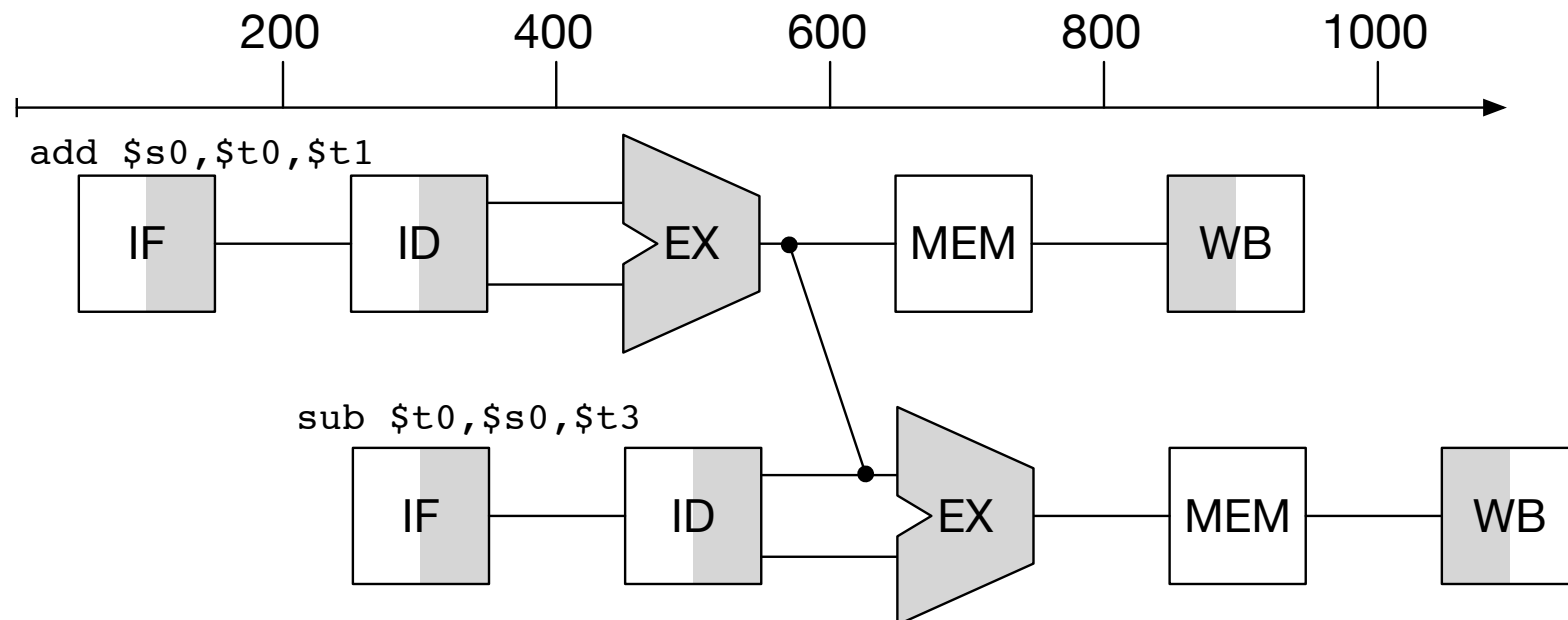 200 400 600 800 1000
add $s0,$t0,$t1
IF ID EX MEM WB
sub $t0,$s0,$t3
IF ID EX MEM WB